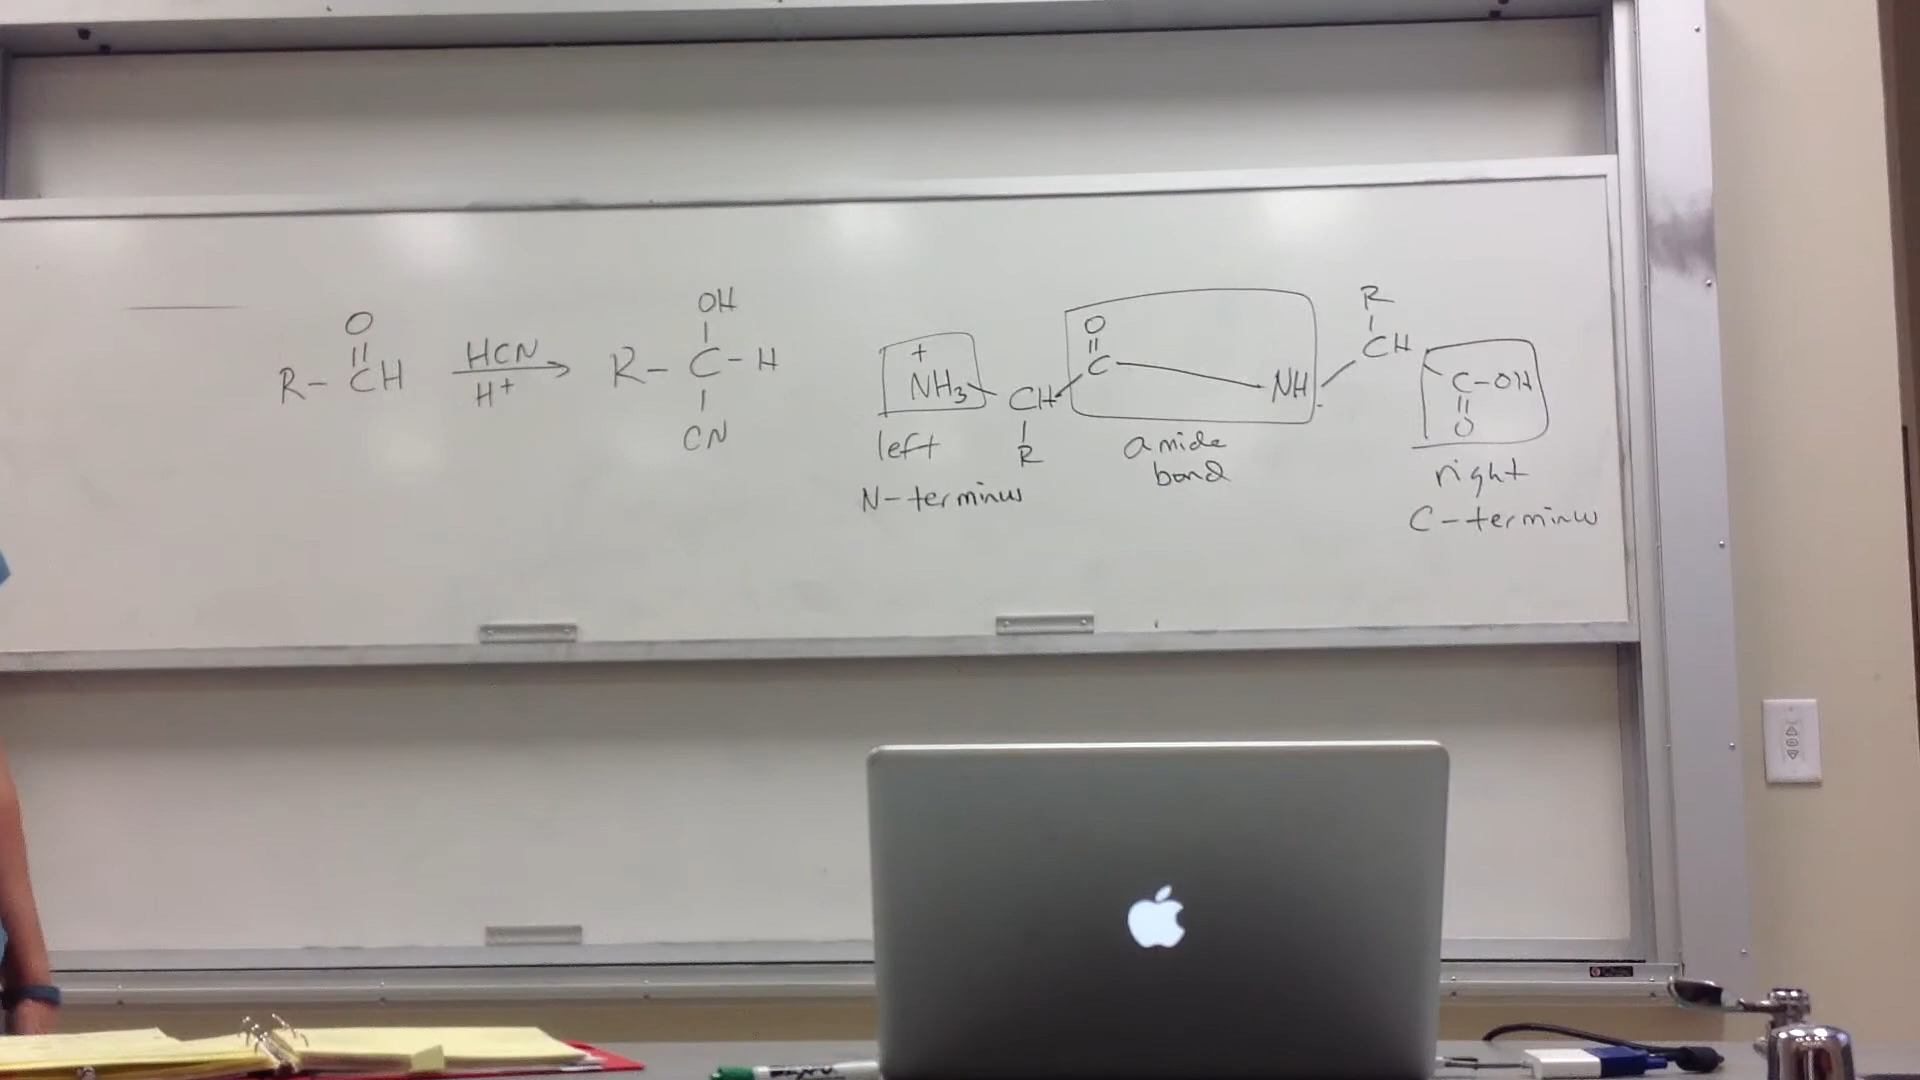 O
||
R- CH
HCN
H+
OH
|
R- C- H
|
CN
+
NH3 CH
|
R
left
N-terminus
O
||
C NH
amide
bond
R
|
CH
C-OH
||
O
right
C-terminus